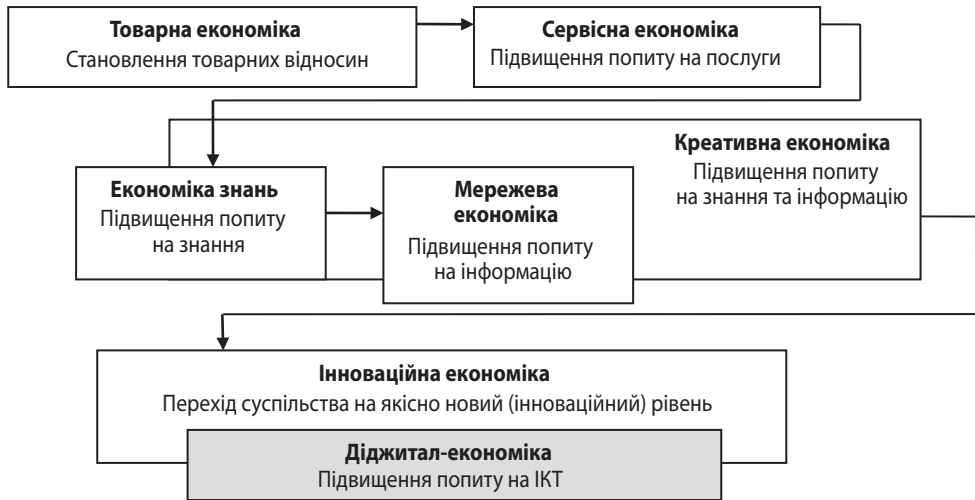 Товарна економіка
Становлення товарних відносин
Сервісна економіка
Підвищення попиту на послуги
Креативна економіка
Підвищення попиту
на знання та інформацію
Економіка знань
Підвищення попиту
на знання
Мережева
економіка
Підвищення попиту
на інформацію
Інноваційна економіка
Перехід суспільства на якісно новий (інноваційний) рівень
Діджитал-економіка
Підвищення попиту на ІКТ